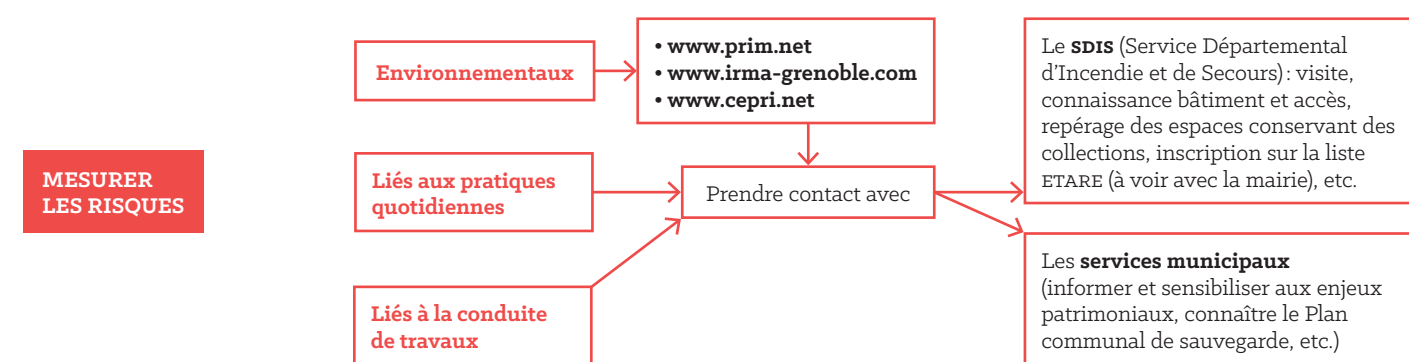 MESURER
LES RISQUES
Environnementaux
• www.prim.net
• www.irma-grenoble.com
• www.cepri.net
Liés aux pratiques
quotidiennes
Liés à la conduite
de travaux
Prendre contact avec
Le SDIS (Service Départemental
d’Incendie et de Secours) : visite,
connaissance bâtiment et accès,
repérage des espaces conservant des
collections, inscription sur la liste
ETARE (à voir avec la mairie), etc.
Les services municipaux
(informer et sensibiliser aux enjeux
patrimoniaux, connaître le Plan
communal de sauvegarde, etc.)